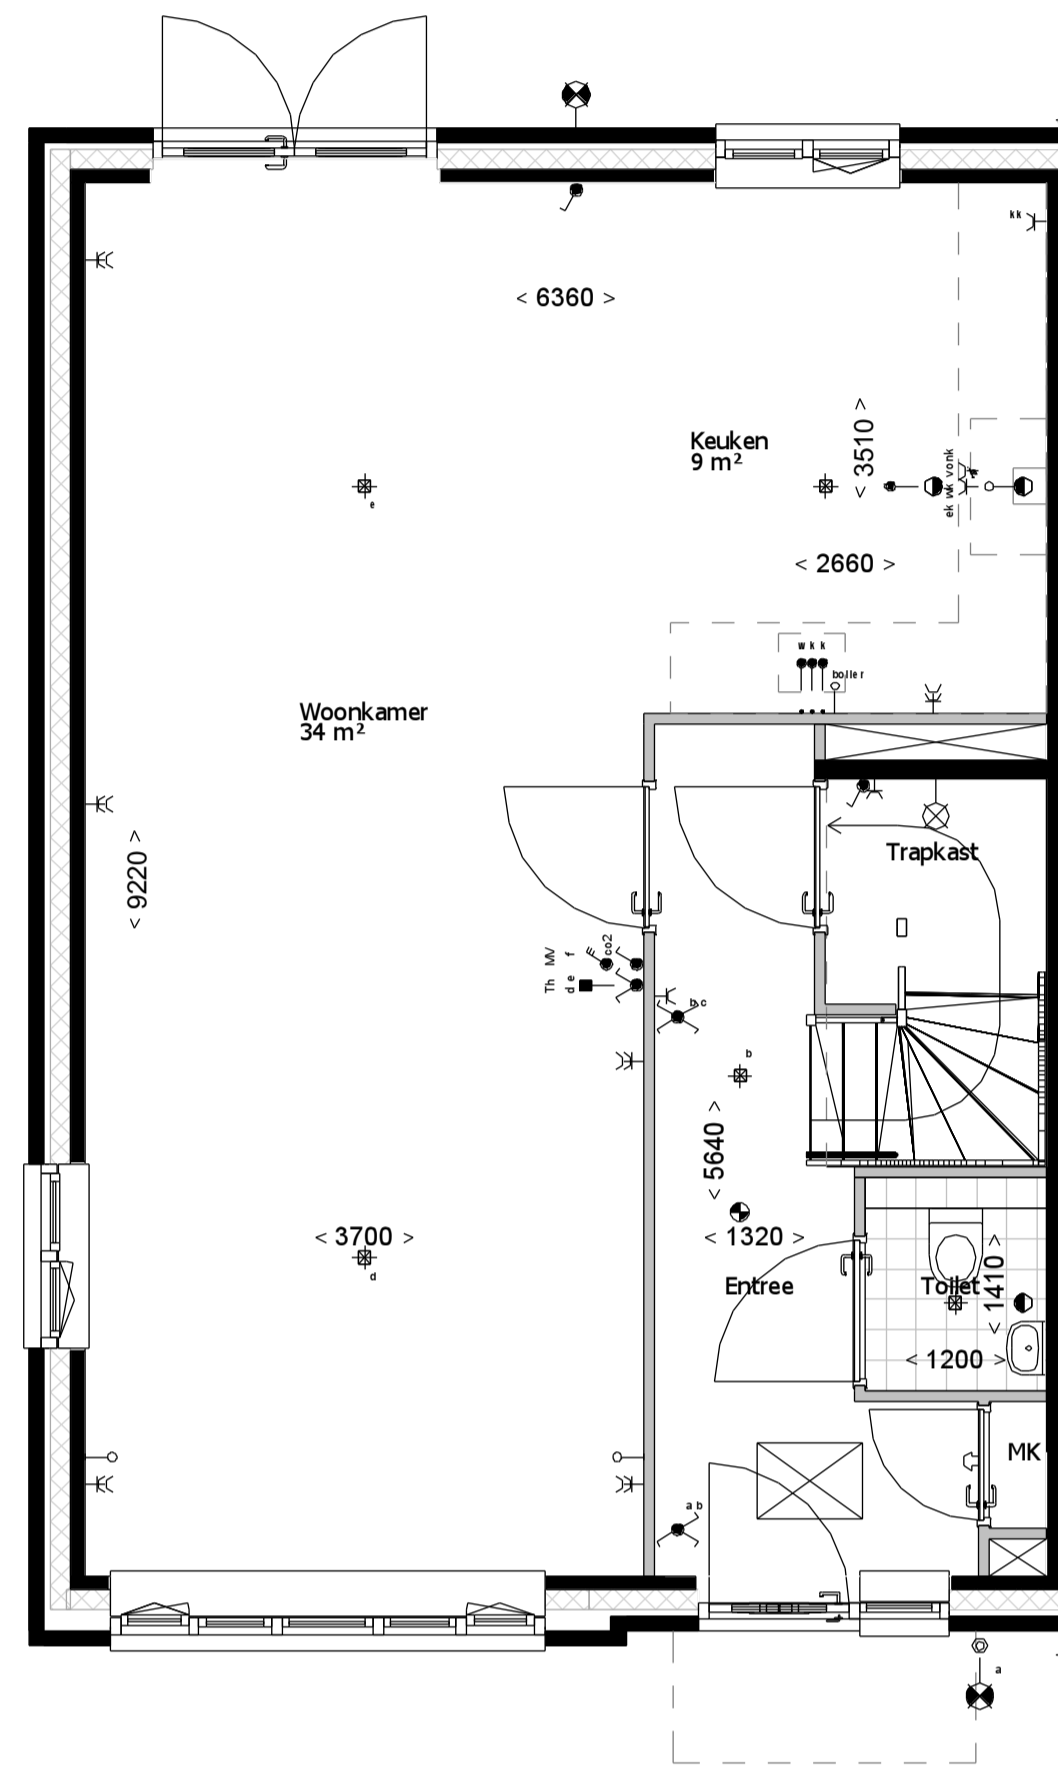 kk
< 6360 >
Keuken
9 m²
< 3510 >
ek wk vonk
e
< 2660 >
w k k
boiler
Woonkamer
34 m²
Trapkast
< 9220 >
Th MV f
co2
d e
b c
b
< 5640 >
< 3700 >
< 1320 >
d
Entree
Toilet
< 1410 >
< 1200 >
MK
a b
a